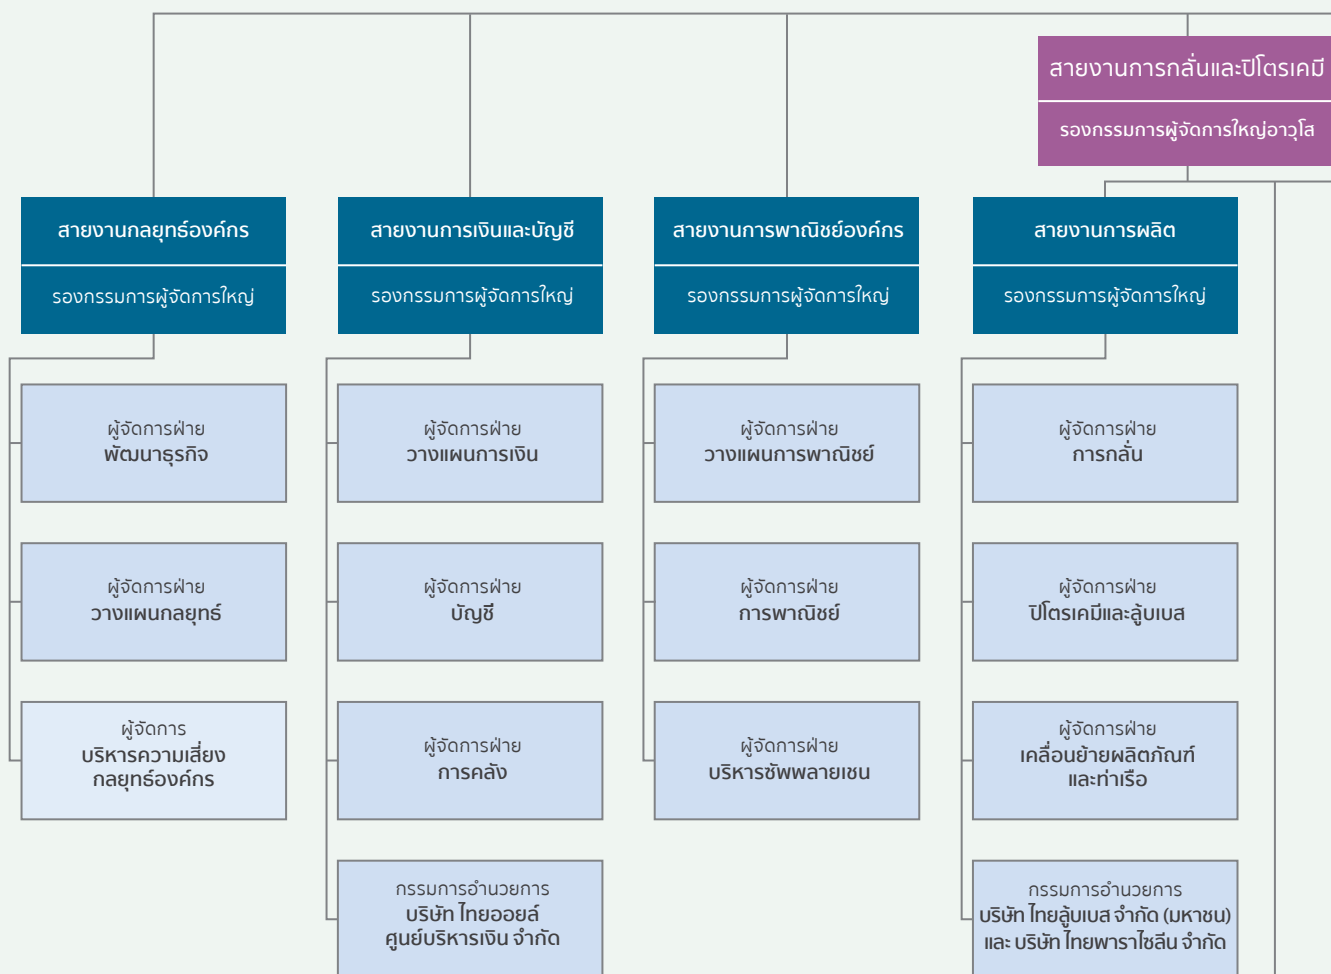 สายงานการกลั่นและปิโตรเคมี
รองกรรมการผู้จัดการใหญ่อาวุโส
สายงานกลยุทธ์องค์กร
รองกรรมการผู้จัดการใหญ่
ผู้จัดการฝ่าย
พัฒนาธุรกิจ
ผู้จัดการฝ่าย
วางแผนกลยุทธ์
ผู้จัดการ
บริหารความเสี่ยง
กลยุทธ์องค์กร
สายงานการเงินและบัญชี
รองกรรมการผู้จัดการใหญ่
ผู้จัดการฝ่าย
วางแผนการเงิน
ผู้จัดการฝ่าย
บัญชี
ผู้จัดการฝ่าย
การคลัง
กรรมการอำนวยการ
บริษัท ไทยออยล์
ศูนย์บริหารเงิน จำกัด
สายงานการพาณิชย์องค์กร
รองกรรมการผู้จัดการใหญ่
ผู้จัดการฝ่าย
วางแผนการพาณิชย์
ผู้จัดการฝ่าย
การพาณิชย์
ผู้จัดการฝ่าย
บริหารซัพพลายเชน
สายงานการผลิต
รองกรรมการผู้จัดการใหญ่
ผู้จัดการฝ่าย
การกลั่น
ผู้จัดการฝ่าย
ปิโตรเคมีและลู้บเบส
ผู้จัดการฝ่าย
เคลื่อนย้ายผลิตภัณฑ์
และท่าเรือ
กรรมการอำนวยการ
บริษัท ไทยลู้บเบส จำกัด (มหาชน)
และ บริษัท ไทยพาราไซลีน จำกัด